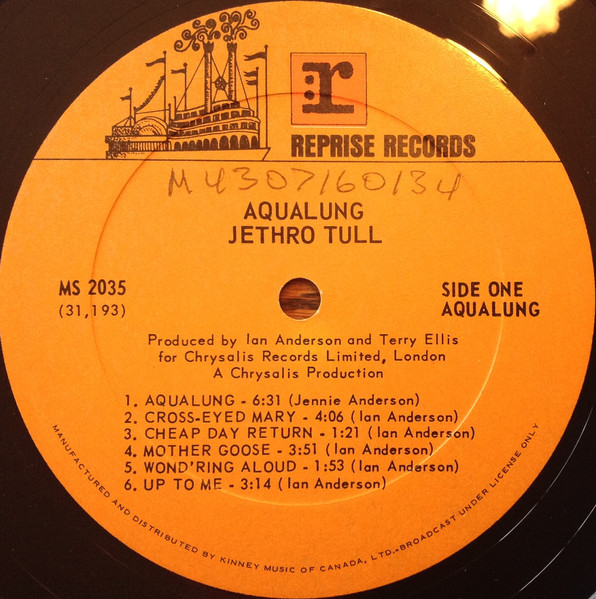 r
REPRISE RECORDS
M4307160134
AQUALUNG
JETHRO TULL
MS 2035
(31,193)
SIDE ONE
AQUALUNG
Produced by Ian Anderson and Terry Ellis
for Chrysalis Records Limited, London
A Chrysalis Production
1. AQUALUNG - 6:31 (Jennie Anderson)
2. CROSS-EYED MARY - 4:06 (Ian Anderson)
3. CHEAP DAY RETURN - 1:21 (Ian Anderson)
4. MOTHER GOOSE - 3:51 (Ian Anderson)
5. WOND'RING ALOUD - 1:53 (Ian Anderson)
6. UP TO ME - 3:14 (Ian Anderson)
MANUFACTURED AND DISTRIBUTED BY KINNEY MUSIC OF CANADA, LTD.•BROADCAST UNDER LICENSE ONLY